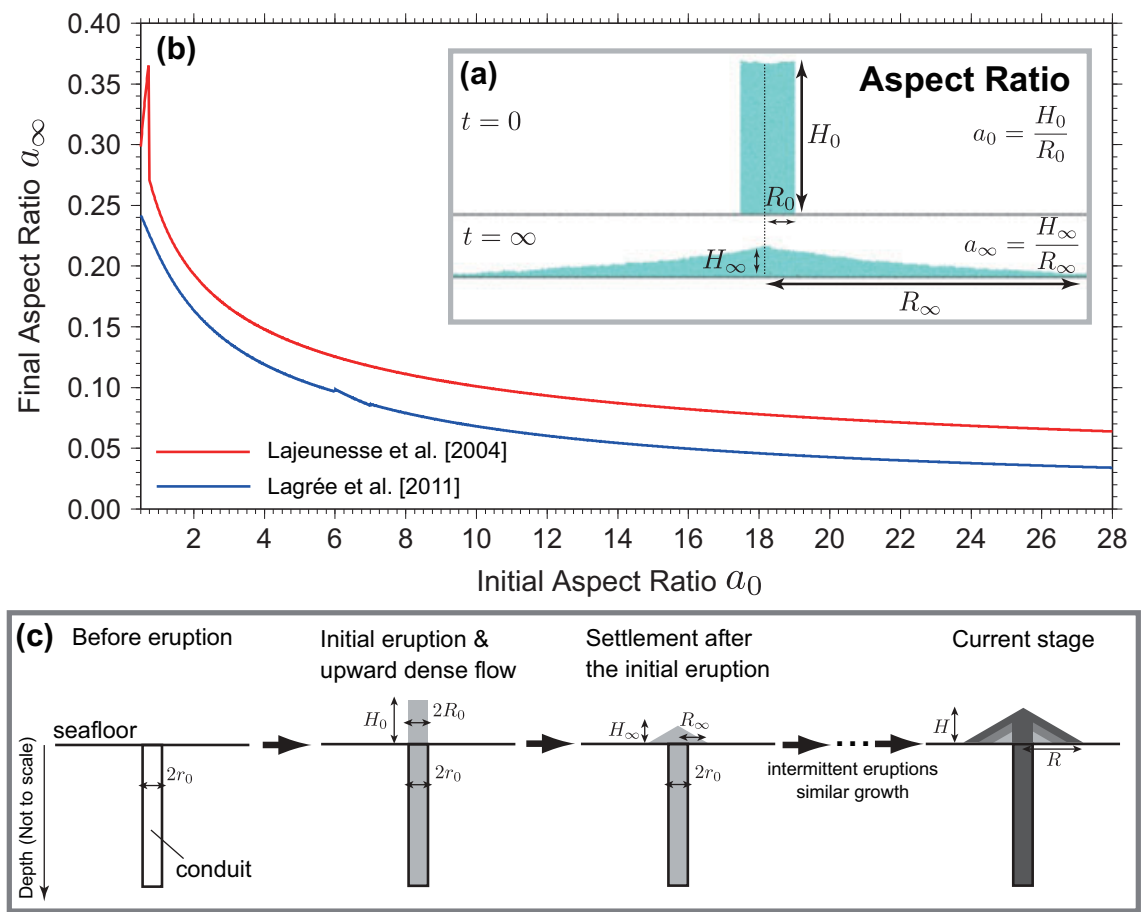 (b)
(a)
Aspect Ratio
t = 0
H₀
a₀ = H₀ / R₀
R₀
t = ∞
H∞
a∞ = H∞ / R∞
R∞
Final Aspect Ratio a∞
0.40
0.35
0.30
0.25
0.20
0.15
0.10
0.05
0.00
Lajeunesse et al. [2004]
Lagrée et al. [2011]
2 4 6 8 10 12 14 16 18 20 22 24 26 28
Initial Aspect Ratio a₀
(c)
Before eruption
Initial eruption &
upward dense flow
Settlement after
the initial eruption
Current stage
seafloor
Depth (Not to scale)
2r₀
conduit
H₀
2R₀
2r₀
H∞
R∞
2r₀
intermittent eruptions
similar growth
H
R